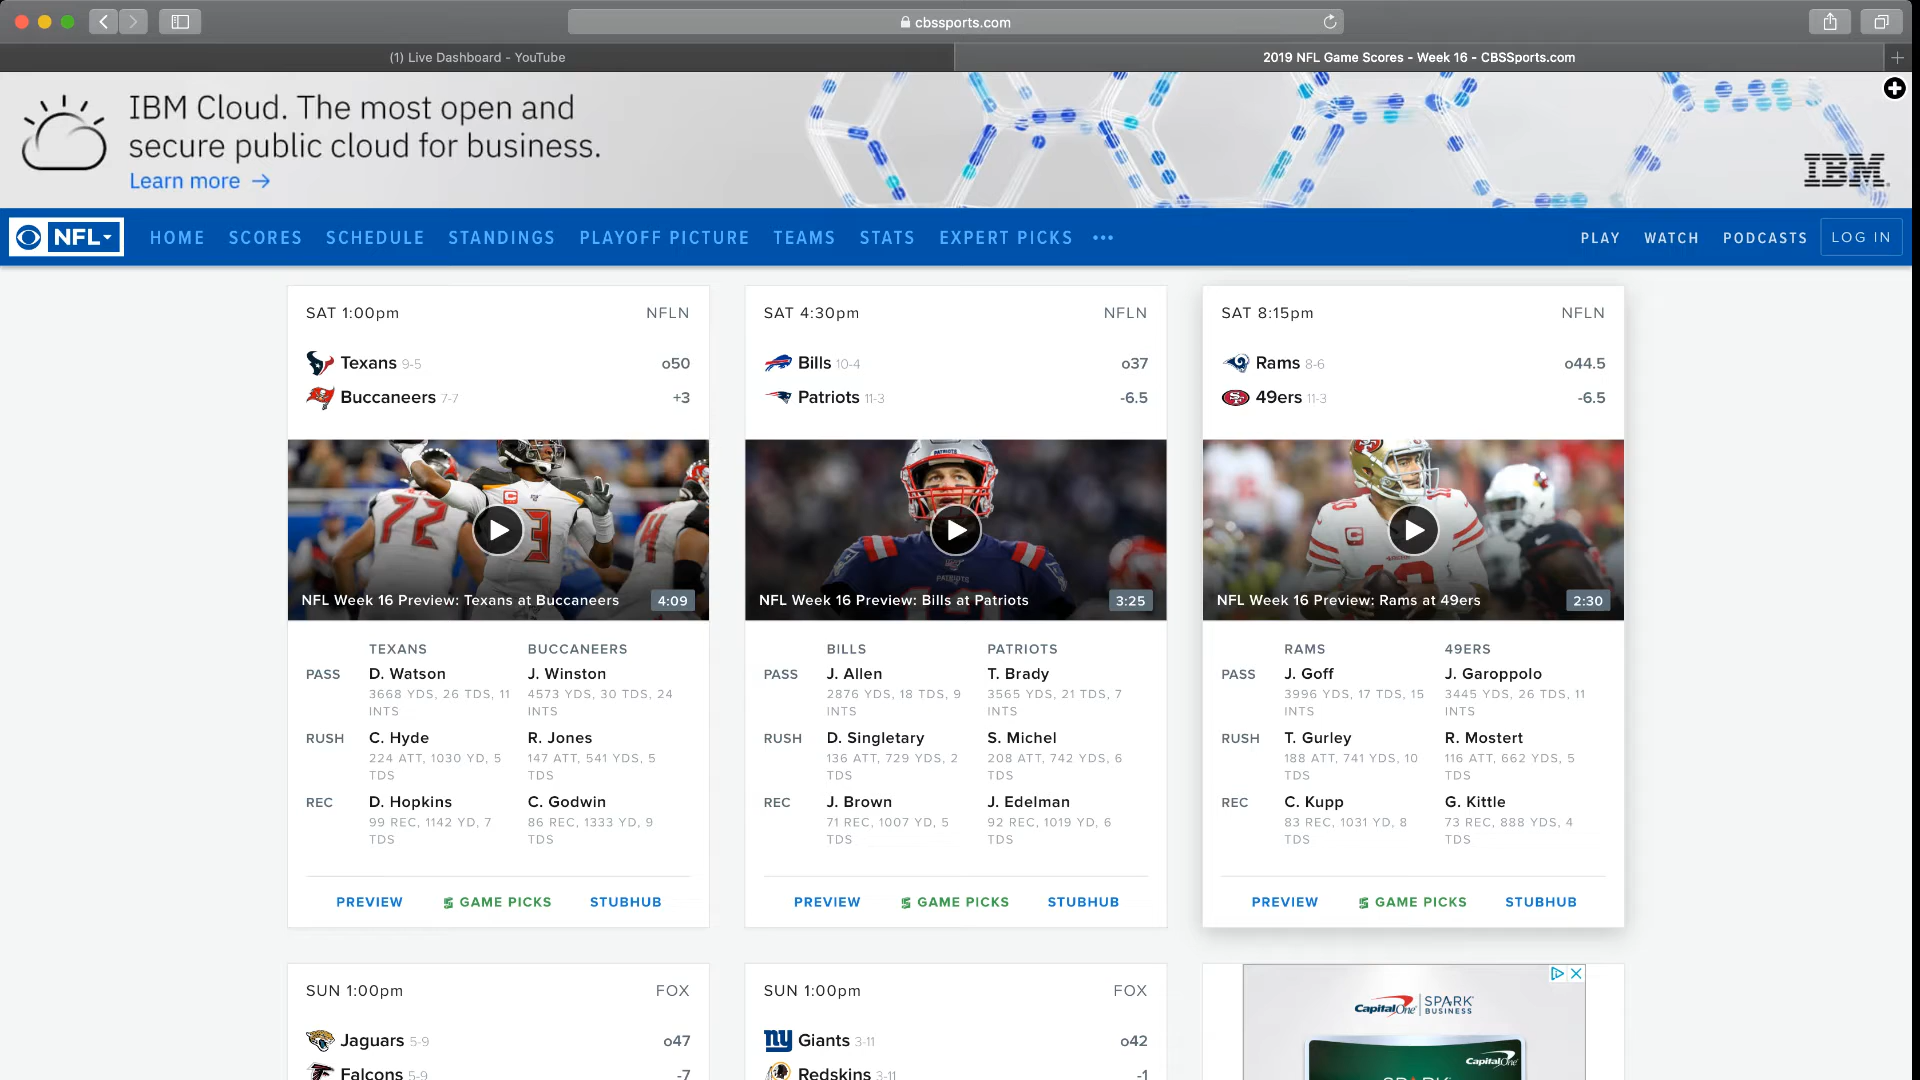 cbssports.com
(1) Live Dashboard - YouTube
2019 NFL Game Scores - Week 16 - CBSSports.com
IBM Cloud. The most open and
secure public cloud for business.
Learn more →
IBM
NFL
HOME SCORES SCHEDULE STANDINGS PLAYOFF PICTURE TEAMS STATS EXPERT PICKS •••
PLAY WATCH PODCASTS LOG IN
SAT 1:00pm NFLN
Texans 9-5 o50
Buccaneers 7-7 +3
NFL Week 16 Preview: Texans at Buccaneers 4:09
TEXANS BUCCANEERS
PASS D. Watson J. Winston
3668 YDS, 26 TDS, 11 4573 YDS, 30 TDS, 24
INTS INTS
RUSH C. Hyde R. Jones
224 ATT, 1030 YD, 5 147 ATT, 541 YDS, 5
TDS TDS
REC D. Hopkins C. Godwin
99 REC, 1142 YD, 7 86 REC, 1333 YD, 9
TDS TDS
PREVIEW GAME PICKS STUBHUB
SAT 4:30pm NFLN
Bills 10-4 o37
Patriots 11-3 -6.5
PATRIOTS
PATRIOTS
NFL Week 16 Preview: Bills at Patriots 3:25
BILLS PATRIOTS
PASS J. Allen T. Brady
2876 YDS, 18 TDS, 9 3565 YDS, 21 TDS, 7
INTS INTS
RUSH D. Singletary S. Michel
136 ATT, 729 YDS, 2 208 ATT, 742 YDS, 6
TDS TDS
REC J. Brown J. Edelman
71 REC, 1007 YD, 5 92 REC, 1019 YD, 6
TDS TDS
PREVIEW GAME PICKS STUBHUB
SAT 8:15pm NFLN
Rams 8-6 o44.5
49ers 11-3 -6.5
NFL Week 16 Preview: Rams at 49ers 2:30
RAMS 49ERS
PASS J. Goff J. Garoppolo
3996 YDS, 17 TDS, 15 3445 YDS, 26 TDS, 11
INTS INTS
RUSH T. Gurley R. Mostert
188 ATT, 741 YDS, 10 116 ATT, 662 YDS, 5
TDS TDS
REC C. Kupp G. Kittle
83 REC, 1031 YD, 8 73 REC, 888 YDS, 4
TDS TDS
PREVIEW GAME PICKS STUBHUB
SUN 1:00pm FOX
Jaguars 5-9 o47
Falcons 5-9 -7
SUN 1:00pm FOX
ny Giants 3-11 o42
Redskins 3-11 -1
Capital One SPARK
BUSINESS
Capital One